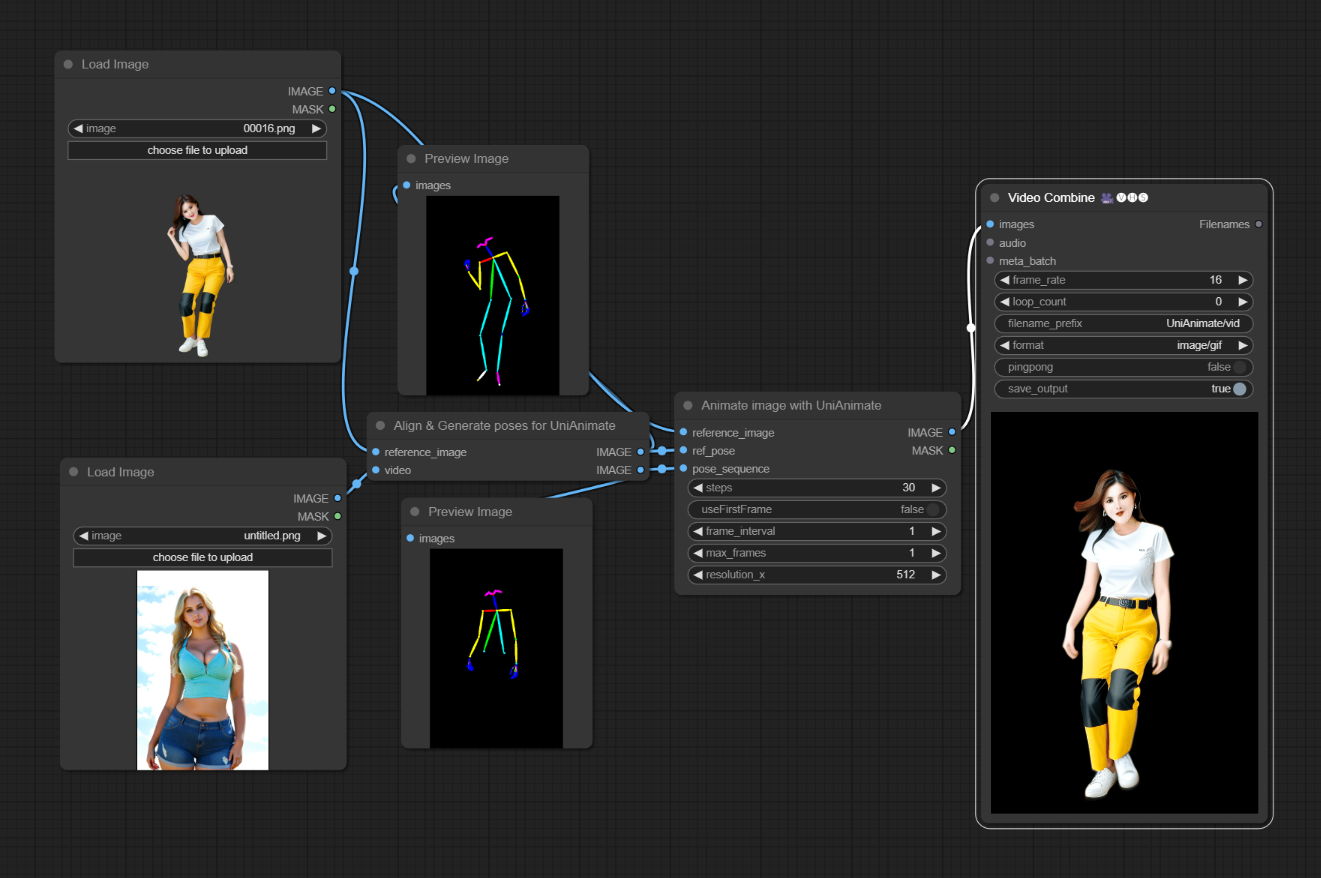 Load Image
IMAGE
MASK
image 00016.png
choose file to upload
Preview Image
images
Align & Generate poses for UniAnimate
reference_image IMAGE
video IMAGE
Load Image
IMAGE
MASK
image untitled.png
choose file to upload
Preview Image
images
Animate image with UniAnimate
reference_image IMAGE
ref_pose MASK
pose_sequence
steps 30
useFirstFrame false
frame_interval 1
max_frames 1
resolution_x 512
Video Combine 🎥🅥🅗🅢
images Filenames
audio
meta_batch
frame_rate 16
loop_count 0
filename_prefix UniAnimate/vid
format image/gif
pingpong false
save_output true